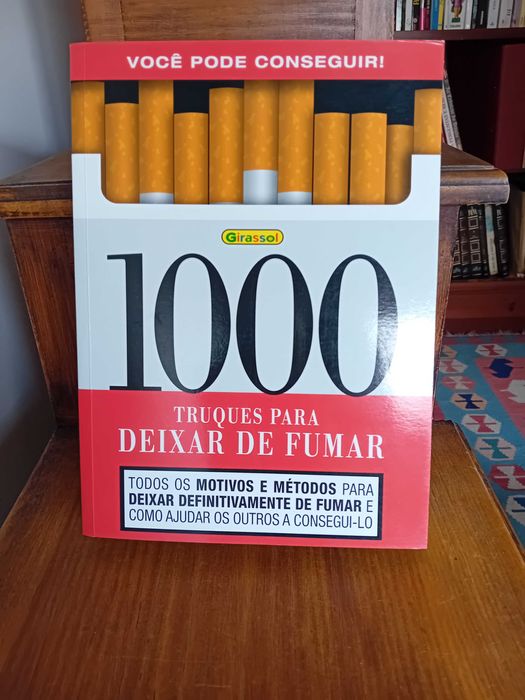 VOCÊ PODE CONSEGUIR!
Girassol
1000
TRUQUES PARA
DEIXAR DE FUMAR
TODOS OS MOTIVOS E MÉTODOS PARA
DEIXAR DEFINITIVAMENTE DE FUMAR E
COMO AJUDAR OS OUTROS A CONSEGUI-LO